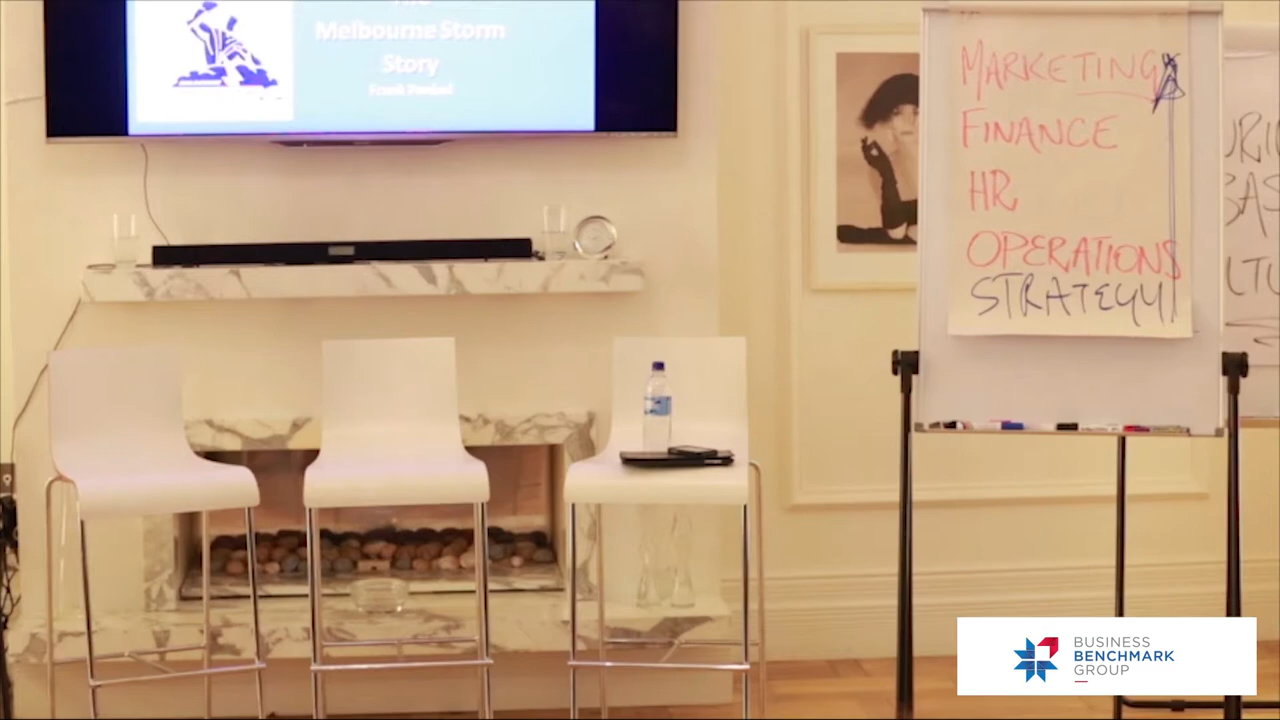 Melbourne Storm
Story
MARKETING
FINANCE
HR
OPERATIONS
STRATEGY
BUSINESS
BENCHMARK
GROUP